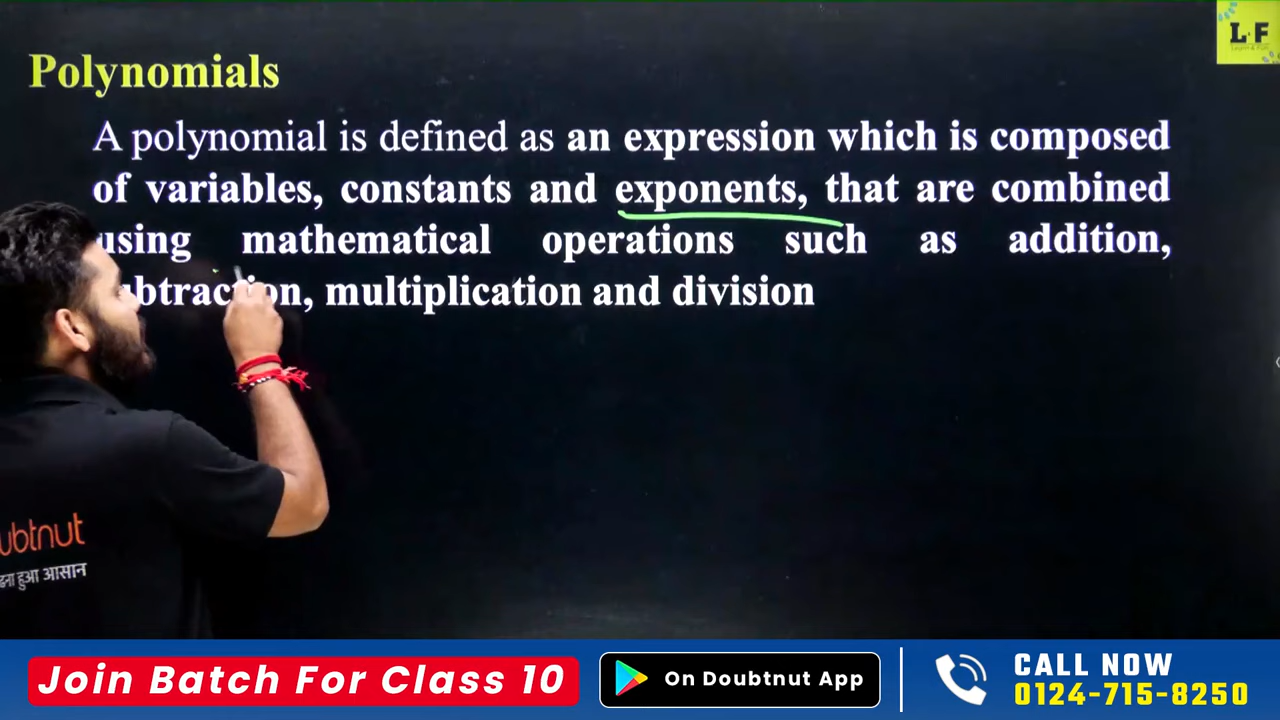 L F
Polynomials
A polynomial is defined as an expression which is composed
of variables, constants and exponents, that are combined
using mathematical operations such as addition,
subtraction, multiplication and division
ubtnut
हुआ आसान
Join Batch For Class 10
On Doubtnut App
CALL NOW
0124-715-8250